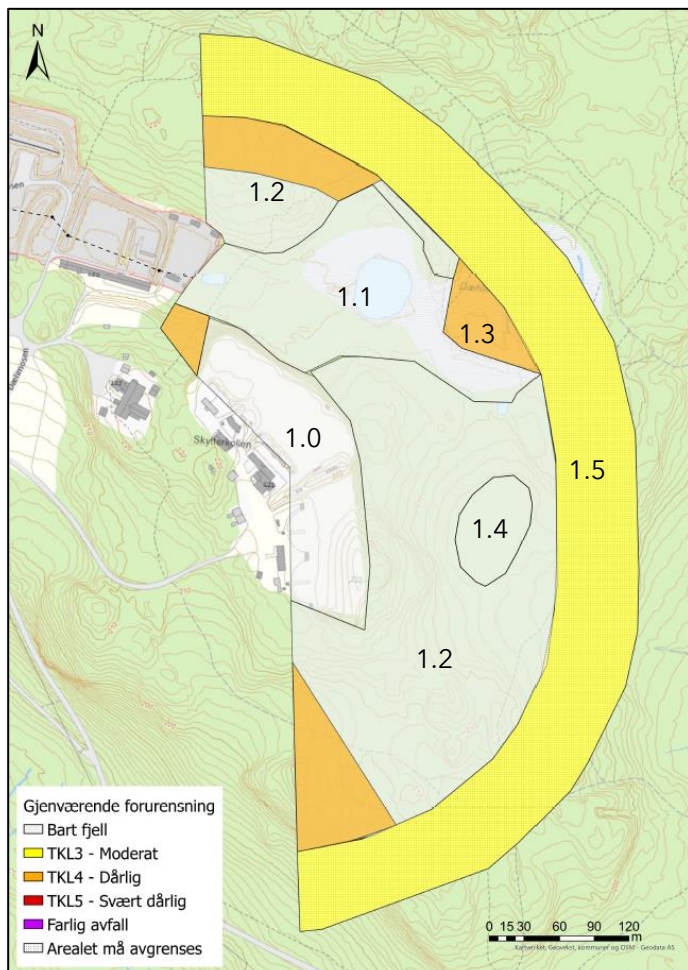 N
1.2
1.1
1.3
1.0
Skytterkollen
1.5
1.4
1.2
210
Gjenværende forurensning
Bart fjell
TKL3 - Moderat
TKL4 - Dårlig
TKL5 - Svært dårlig
Farlig avfall
Arealet må avgrenses
0 15 30 60 90 120
m
Kartverket, Geovekst, kommuner og OSM - Geodata AS